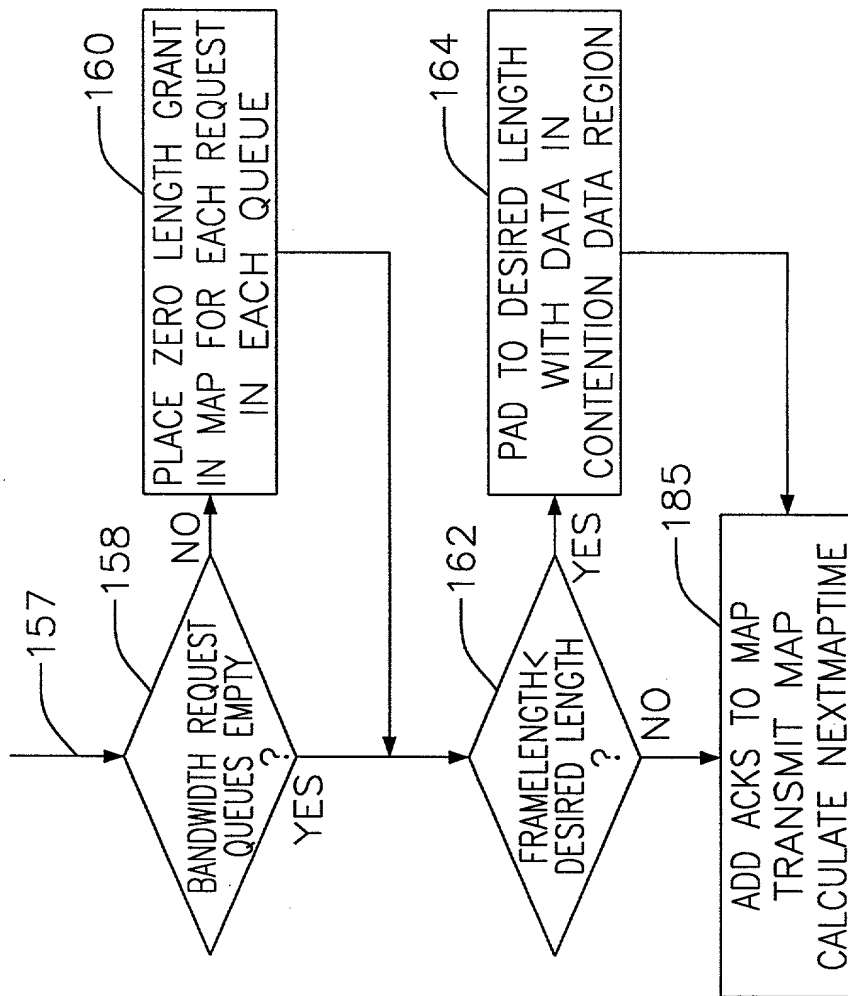 157
158
BANDWIDTH REQUEST
QUEUES EMPTY
?
NO
YES
160
PLACE ZERO LENGTH GRANT
IN MAP FOR EACH REQUEST
IN EACH QUEUE
162
FRAMELENGTH<
DESIRED LENGTH
?
YES
NO
164
PAD TO DESIRED LENGTH
WITH DATA IN
CONTENTION DATA REGION
185
ADD ACKS TO MAP
TRANSMIT MAP
CALCULATE NEXTMAPTIME